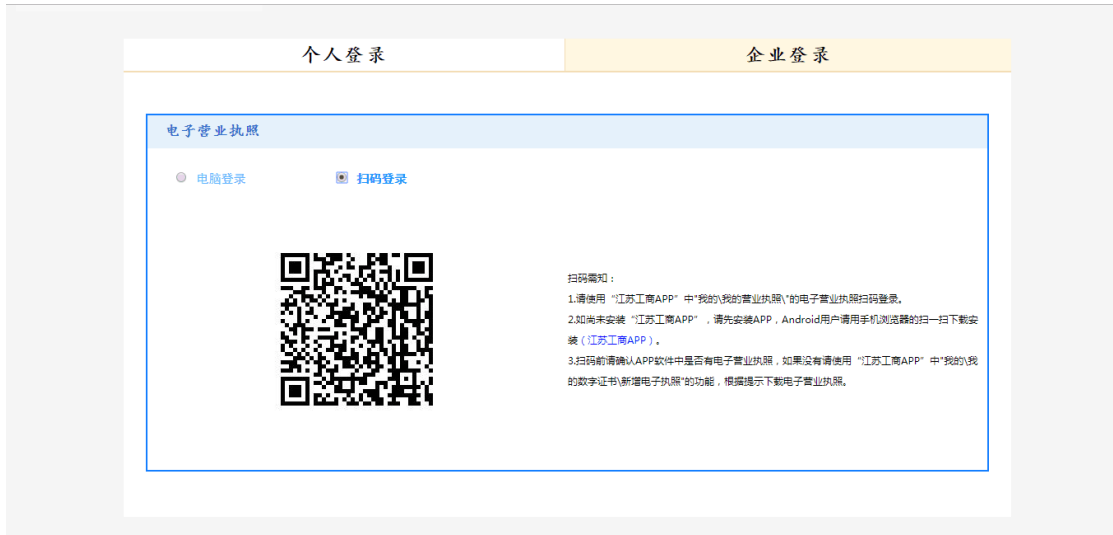 个人登录
企业登录
电子营业执照
电脑登录
扫码登录
扫码需知：
1.请使用“江苏工商APP”中"我的\我的营业执照\"的电子营业执照扫码登录。
2.如尚未安装“江苏工商APP”，请先安装APP，Android用户请用手机浏览器的扫一扫下载安
装（江苏工商APP）。
3.扫码前请确认APP软件中是否有电子营业执照，如果没有请使用“江苏工商APP”中"我的\我
的数字证书\新增电子执照"的功能，根据提示下载电子营业执照。